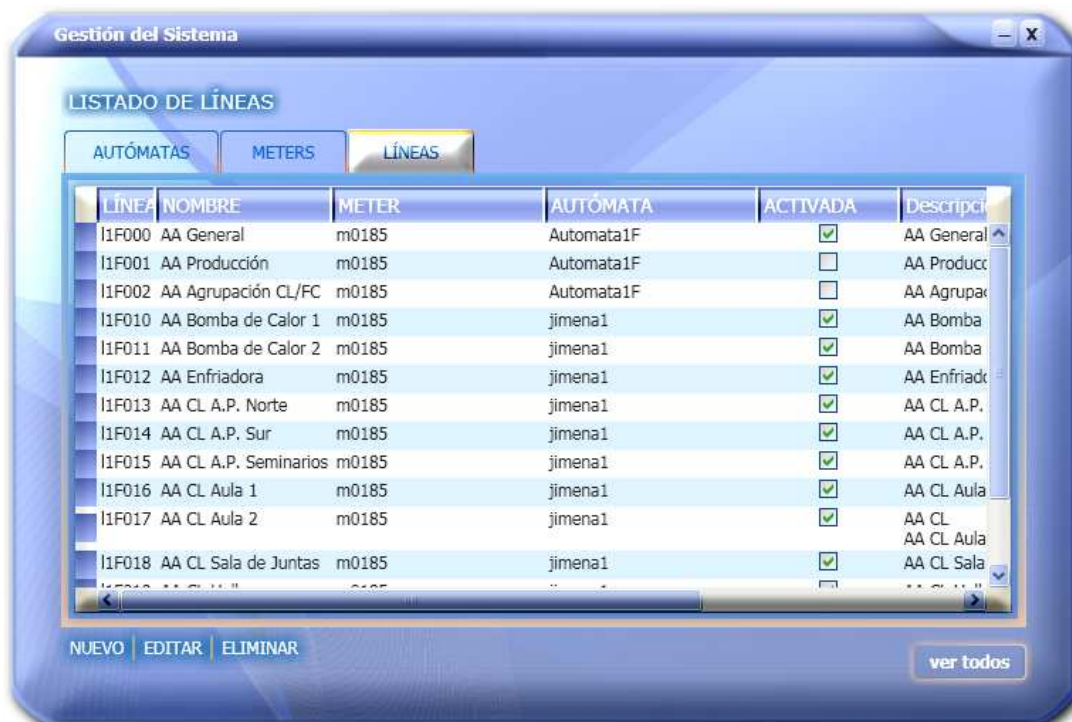 Gestión del Sistema
LISTADO DE LÍNEAS
AUTÓMATAS METERS LÍNEAS
LÍNEA NOMBRE METER AUTÓMATA ACTIVADA Descripci
l1F000 AA General m0185 Automata1F AA General
l1F001 AA Producción m0185 Automata1F AA Producc
l1F002 AA Agrupación CL/FC m0185 Automata1F AA Agrupac
l1F010 AA Bomba de Calor 1 m0185 jimena1 AA Bomba
l1F011 AA Bomba de Calor 2 m0185 jimena1 AA Bomba
l1F012 AA Enfriadora m0185 jimena1 AA Enfriado
l1F013 AA CL A.P. Norte m0185 jimena1 AA CL A.P.
l1F014 AA CL A.P. Sur m0185 jimena1 AA CL A.P.
l1F015 AA CL A.P. Seminarios m0185 jimena1 AA CL A.P.
l1F016 AA CL Aula 1 m0185 jimena1 AA CL Aula
l1F017 AA CL Aula 2 m0185 jimena1 AA CL
AA CL Aula
l1F018 AA CL Sala de Juntas m0185 jimena1 AA CL Sala
NUEVO EDITAR ELIMINAR
ver todos